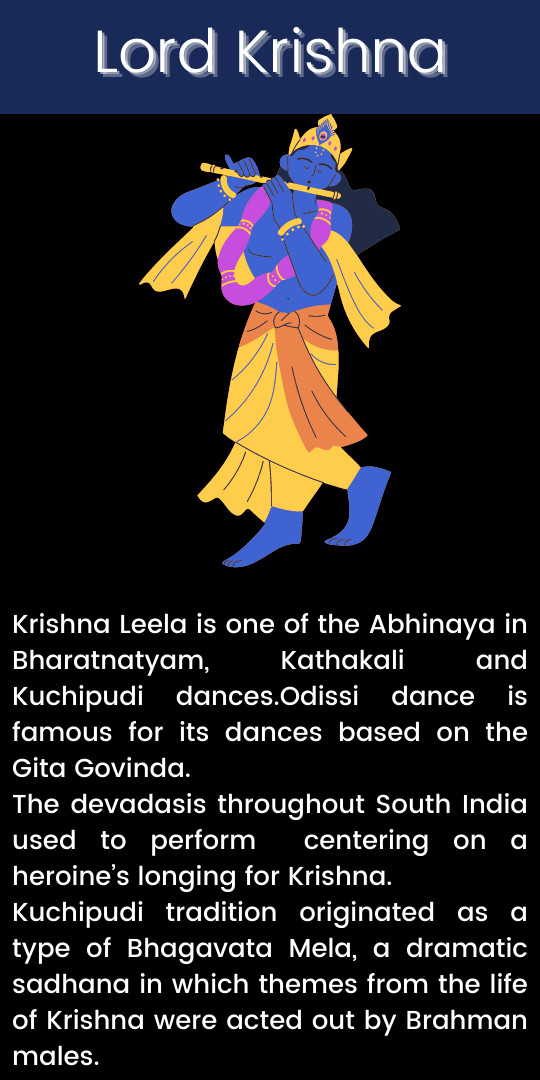 Lord Krishna
Krishna Leela is one of the Abhinaya in
Bharatnatyam, Kathakali and
Kuchipudi dances.Odissi dance is
famous for its dances based on the
Gita Govinda.
The devadasis throughout South India
used to perform centering on a
heroine’s longing for Krishna.
Kuchipudi tradition originated as a
type of Bhagavata Mela, a dramatic
sadhana in which themes from the life
of Krishna were acted out by Brahman
males.